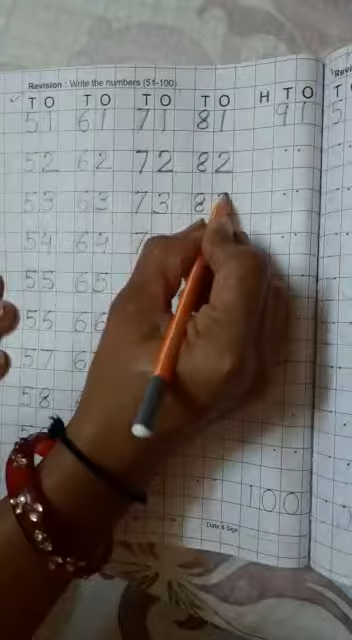 Revision : Write the numbers (51-100)
T O T O T O T O H T O
51 61 71 81 91
52 62 72 82
53 63 73 8
54 64 7
55 65
55 66
57 6
58
100
Date & Sign